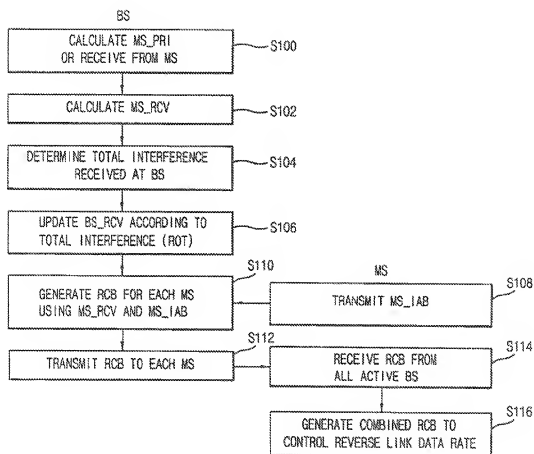 BS
CALCULATE MS_PRI
OR RECEIVE FROM MS
S100
CALCULATE MS_RCV
S102
DETERMINE TOTAL INTERFERENCE
RECEIVED AT BS
S104
UPDATE BS_RCV ACCORDING TO
TOTAL INTERFERENCE (ROT)
S106
S110
MS
GENERATE RCB FOR EACH MS
USING MS_RCV AND MS_IAB
TRANSMIT MS_IAB
S108
S112
TRANSMIT RCB TO EACH MS
RECEIVE RCB FROM
ALL ACTIVE BS
S114
GENERATE COMBINED RCB TO
CONTROL REVERSE LINK DATA RATE
S116